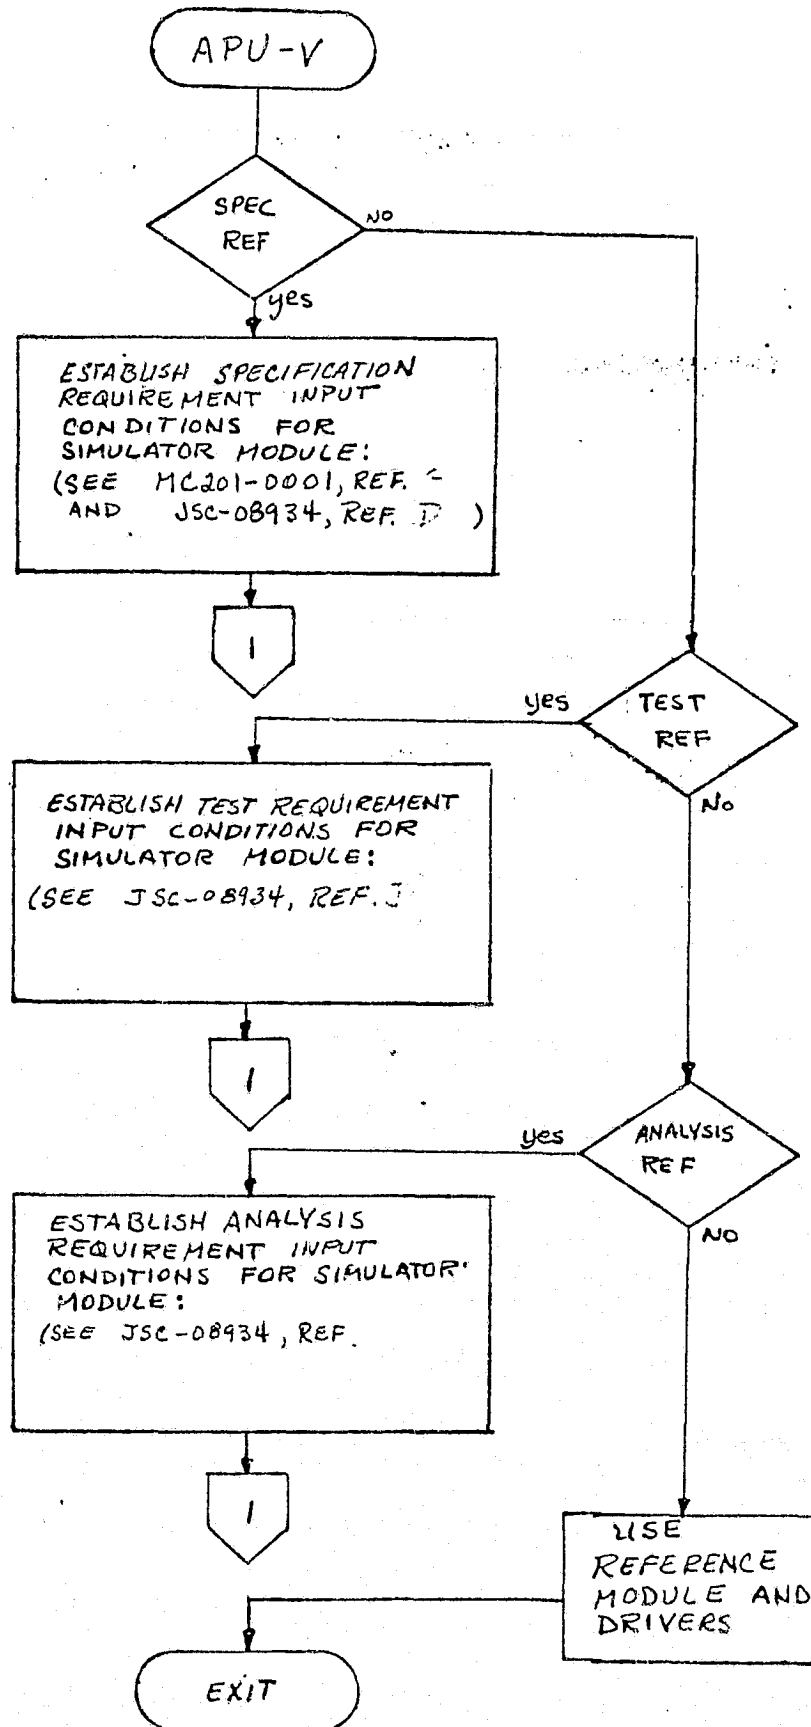 APU-V
SPEC
REF
NO
yes
ESTABLISH SPECIFICATION
REQUIREMENT INPUT
CONDITIONS FOR
SIMULATOR MODULE:
(SEE MC201-0001, REF.
AND JSC-08934, REF. D )
1
yes
TEST
REF
NO
ESTABLISH TEST REQUIREMENT
INPUT CONDITIONS FOR
SIMULATOR MODULE:
(SEE JSC-08934, REF.
1
yes
ANALYSIS
REF
NO
ESTABLISH ANALYSIS
REQUIREMENT INPUT
CONDITIONS FOR SIMULATOR
MODULE:
(SEE JSC-08934, REF.
1
USE
REFERENCE
MODULE AND
DRIVERS
EXIT